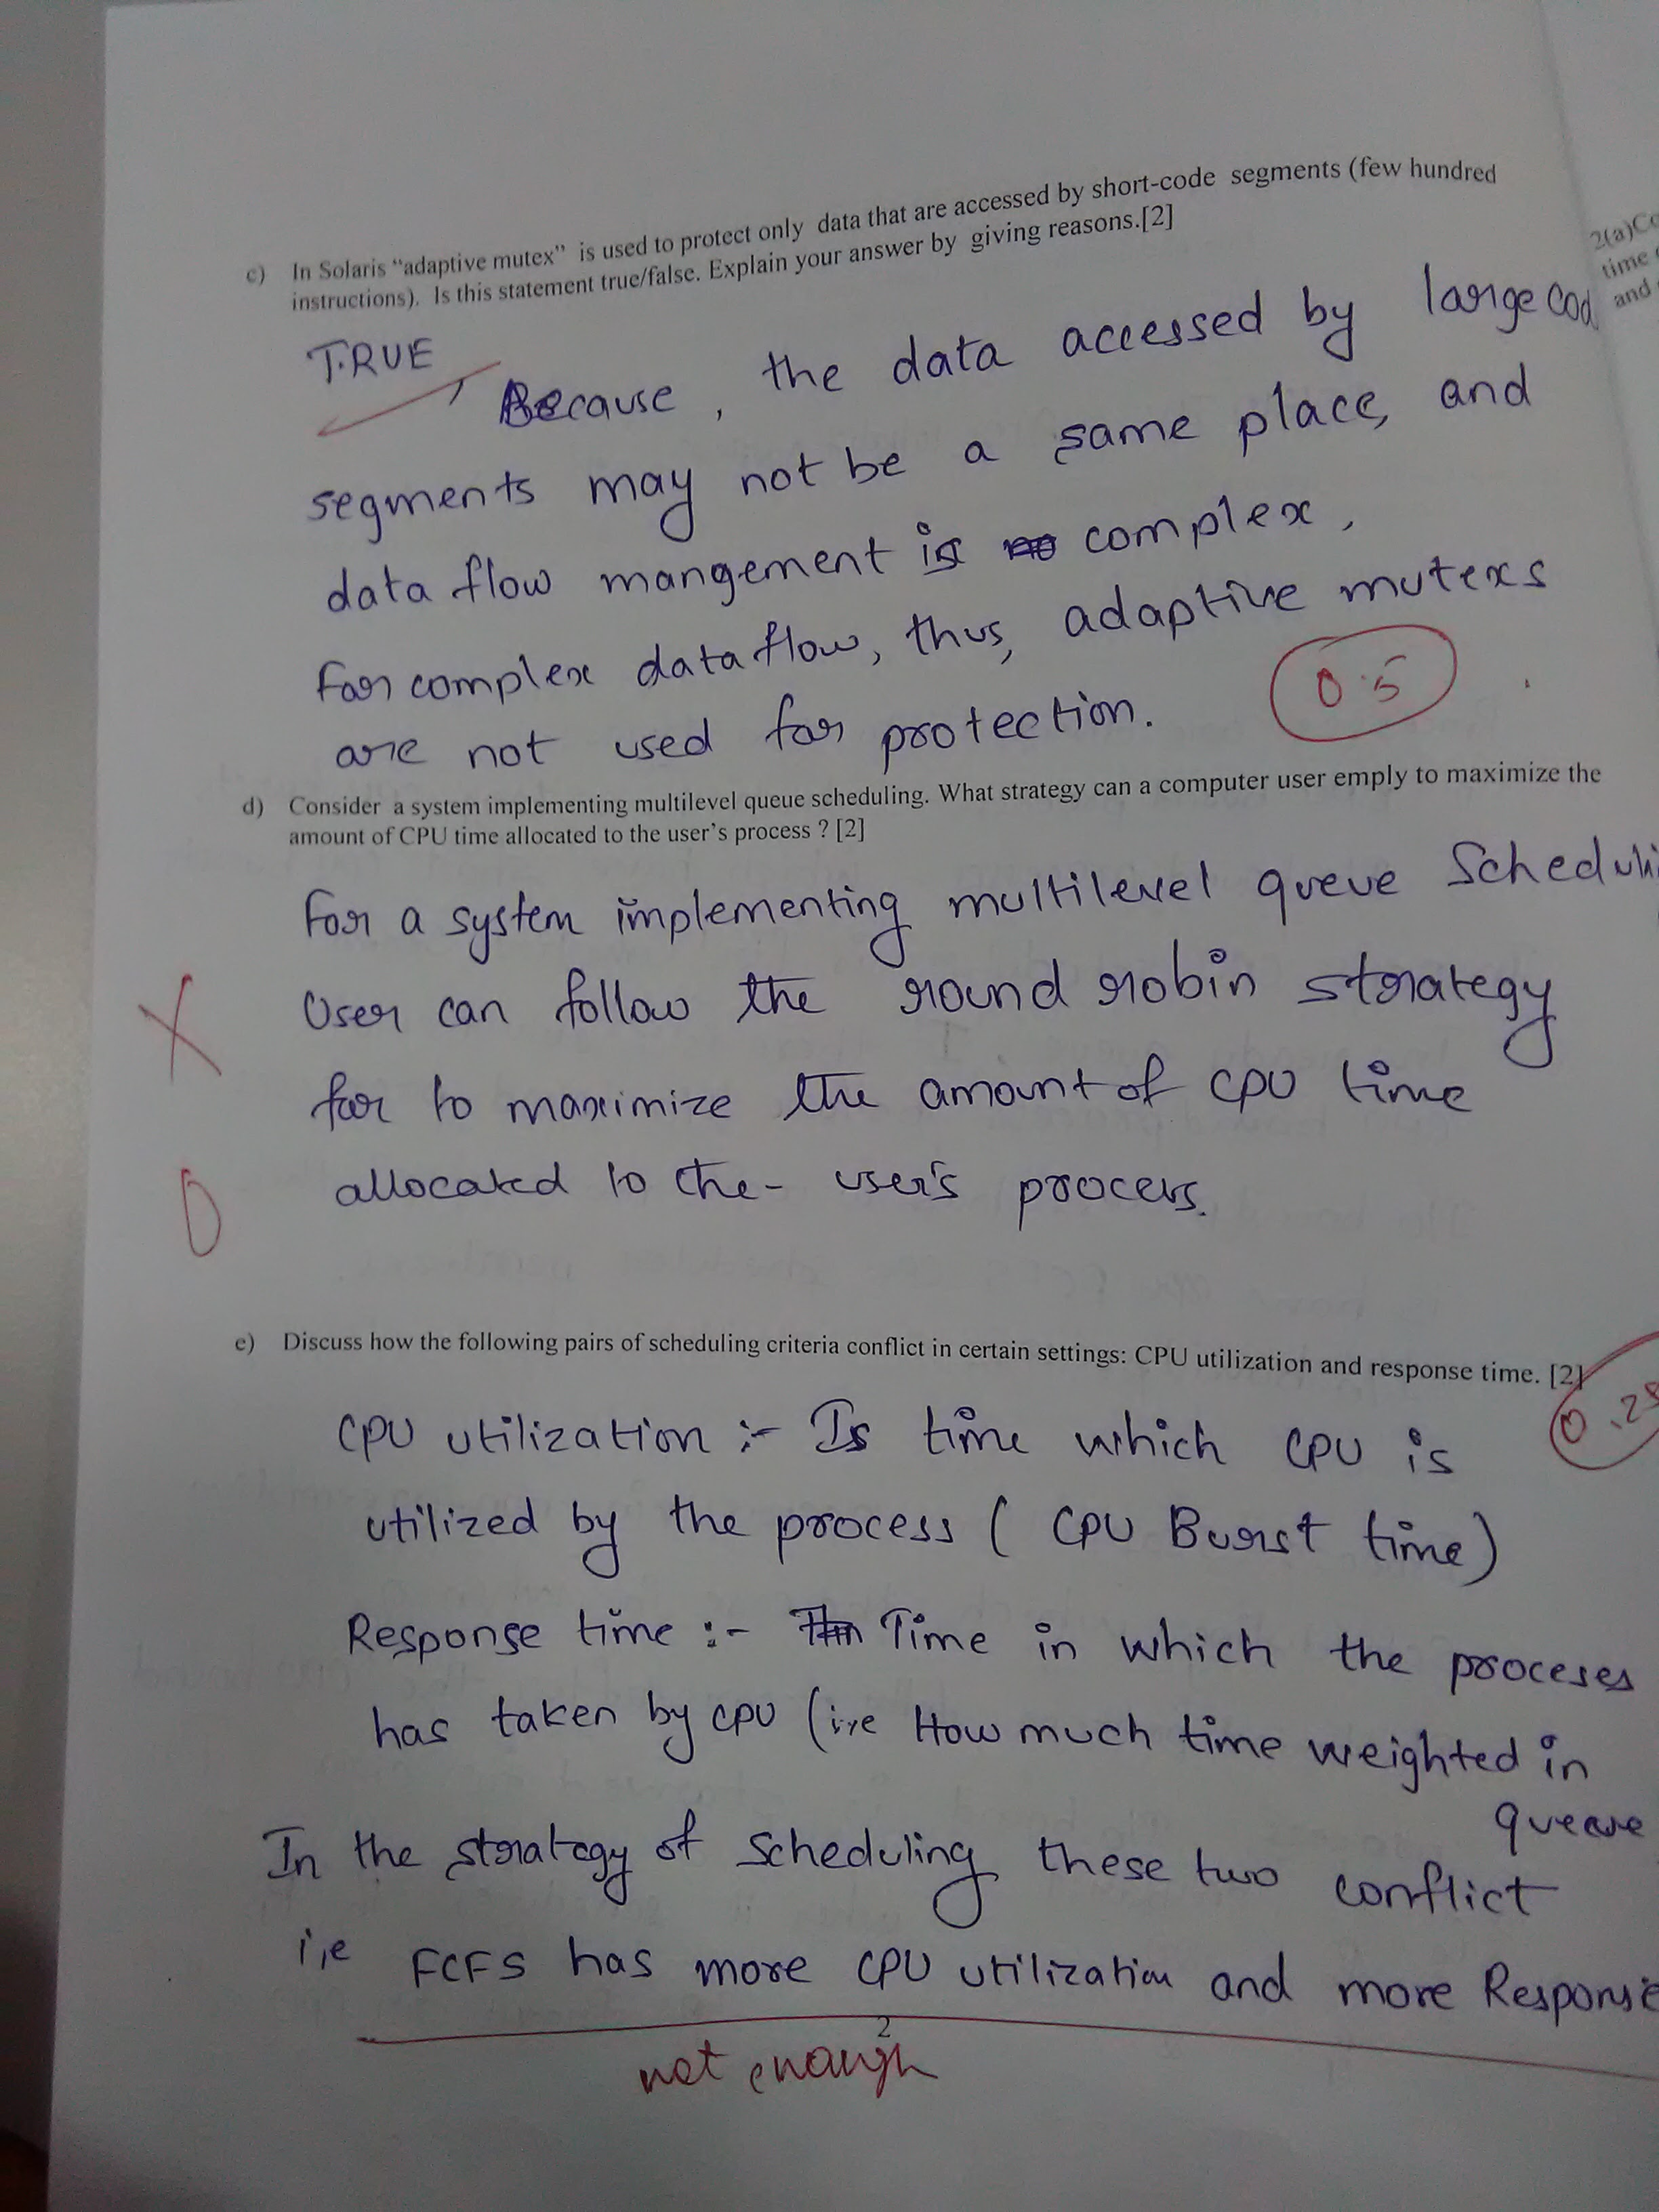 c) In Solaris “adaptive mutex” is used to protect only data that are accessed by short-code segments (few hundred
instructions). Is this statement true/false. Explain your answer by giving reasons.[2]
2(a)Co
time
and
TRUE, Because, the data accessed by large Cod
segments may not be a same place, and
data flow mangement is complex,
for complex data flow, thus, adaptive mutexs
are not used for protection.
0.5
d) Consider a system implementing multilevel queue scheduling. What strategy can a computer user emply to maximize the
amount of CPU time allocated to the user’s process ? [2]
For a system implementing multilevel queue Scheduli
User can follow the round robin strategy
X
for to maximize the amount of CPU time
allocated to the- user's process.
0
e) Discuss how the following pairs of scheduling criteria conflict in certain settings: CPU utilization and response time. [2]
0.25
CPU utilization :- Is time which CPU is
utilized by the process ( CPU Burst time)
Response time :- Time in which the proceses
has taken by CPU (i,e How much time weighted in
queue
In the strategy of Scheduling these two conflict
i,e FCFS has more CPU utilization and more Response
2
not enough